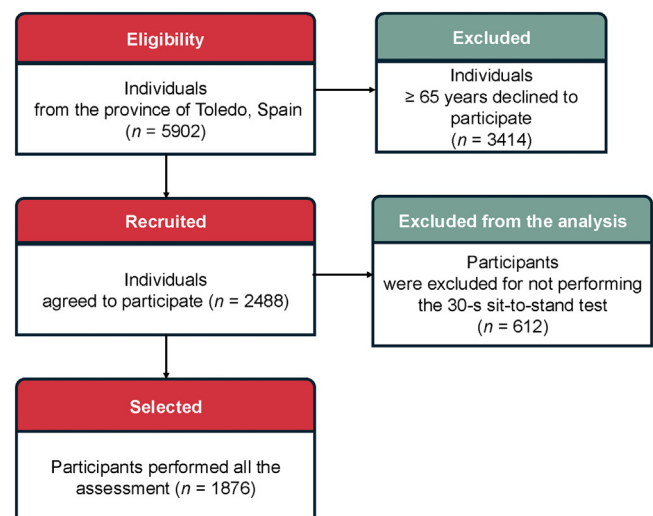 Eligibility
Individuals
from the province of Toledo, Spain
(n = 5902)
Excluded
Individuals
≥ 65 years declined to
participate
(n = 3414)
Recruited
Individuals
agreed to participate (n = 2488)
Excluded from the analysis
Participants
were excluded for not performing
the 30-s sit-to-stand test
(n = 612)
Selected
Participants performed all the
assessment (n = 1876)